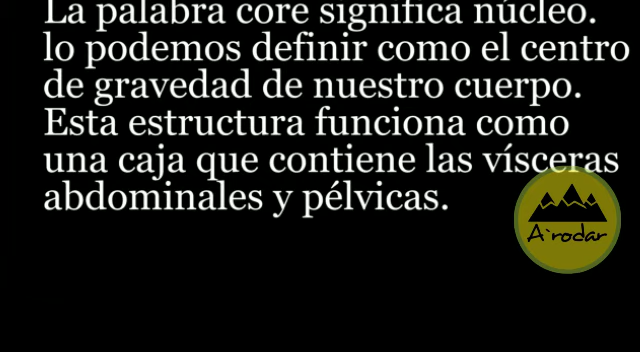 La palabra core significa núcleo.
lo podemos definir como el centro
de gravedad de nuestro cuerpo.
Esta estructura funciona como
una caja que contiene las vísceras
abdominales y pélvicas.
A`rodar